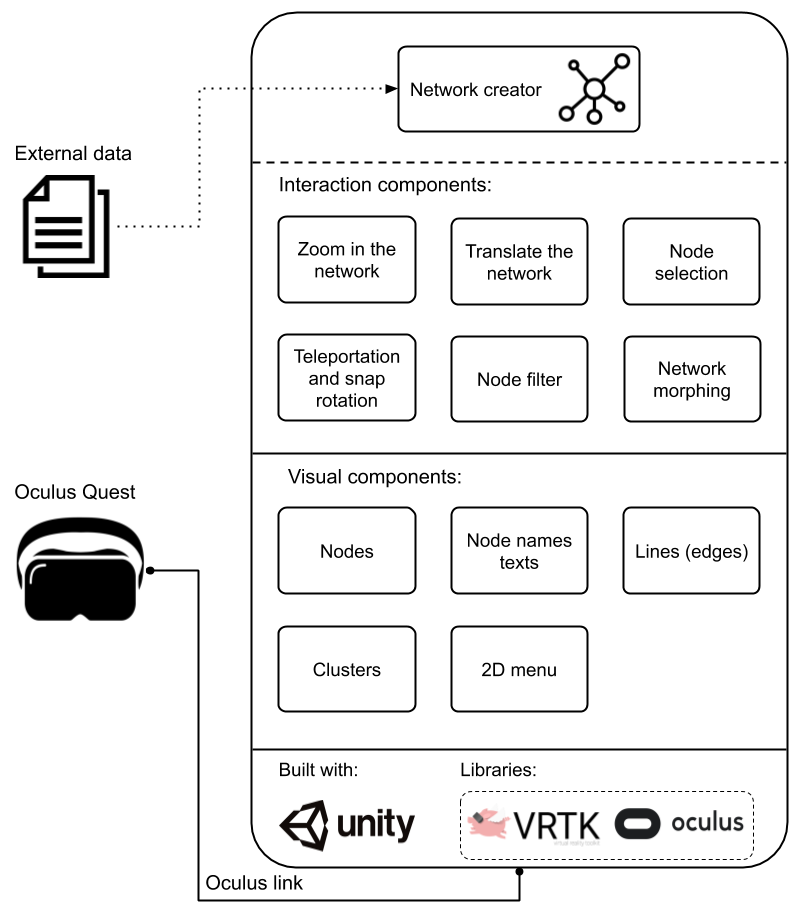 Network creator
External data
Interaction components:
Zoom in the
network
Translate the
network
Node
selection
Teleportation
and snap
rotation
Node filter
Network
morphing
Visual components:
Oculus Quest
Nodes
Node names
texts
Lines (edges)
Clusters
2D menu
Built with:
Libraries:
unity
VRTK
virtual reality toolkit
oculus
Oculus link